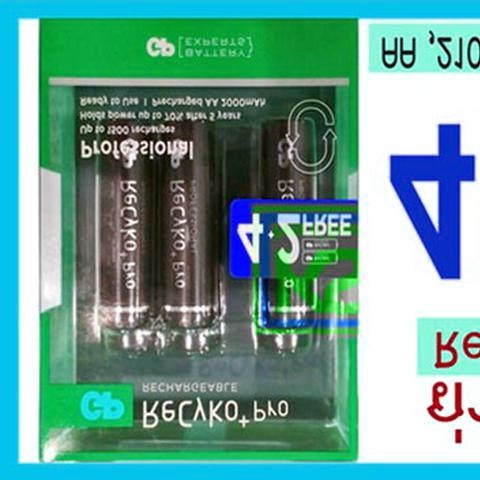 GP
RECHARGEABLE
ReCyko+ Pro
4+2 FREE
ReCyko+ Pro
ReCyko+ Pro
Professional
Up to 1500 recharges
Holds power up to 70% after 5 years
Ready to Use | Precharged AA 2000mAh
GP [BATTERY]
[EXPERTS]
Re
4
AA ,210